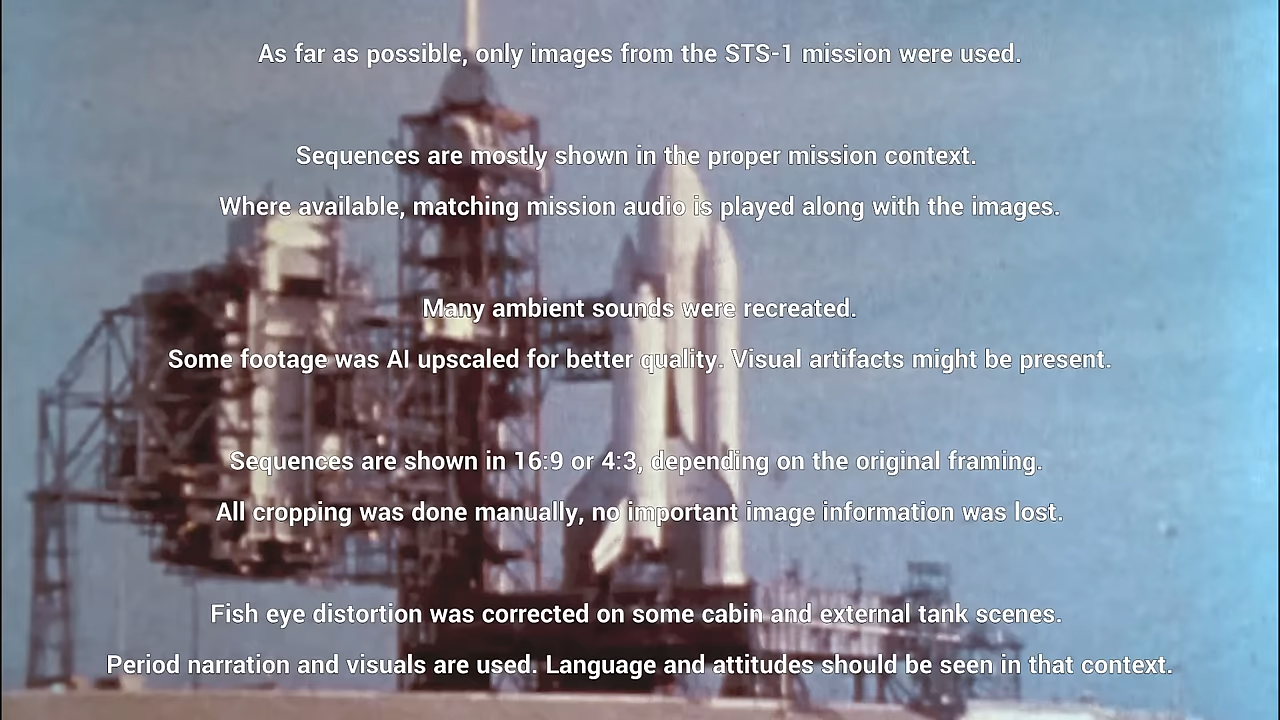 As far as possible, only images from the STS-1 mission were used.
Sequences are mostly shown in the proper mission context.
Where available, matching mission audio is played along with the images.
Many ambient sounds were recreated.
Some footage was AI upscaled for better quality. Visual artifacts might be present.
Sequences are shown in 16:9 or 4:3, depending on the original framing.
All cropping was done manually, no important image information was lost.
Fish eye distortion was corrected on some cabin and external tank scenes.
Period narration and visuals are used. Language and attitudes should be seen in that context.